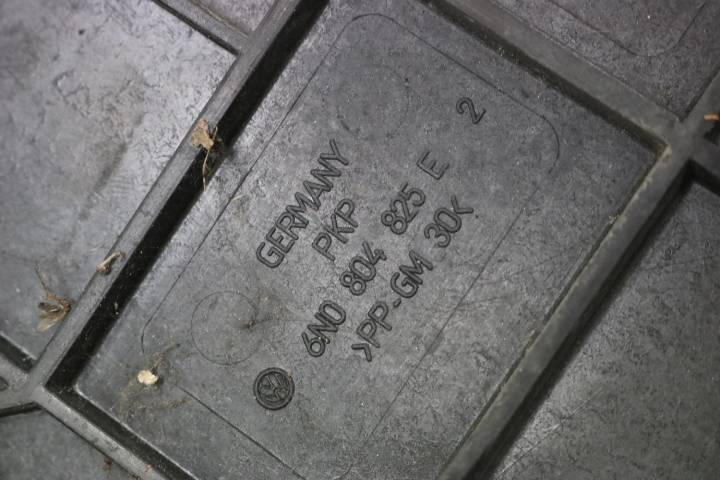 GERMANY
PKP
6N0 804 825 E 2
>PP-GM 30<